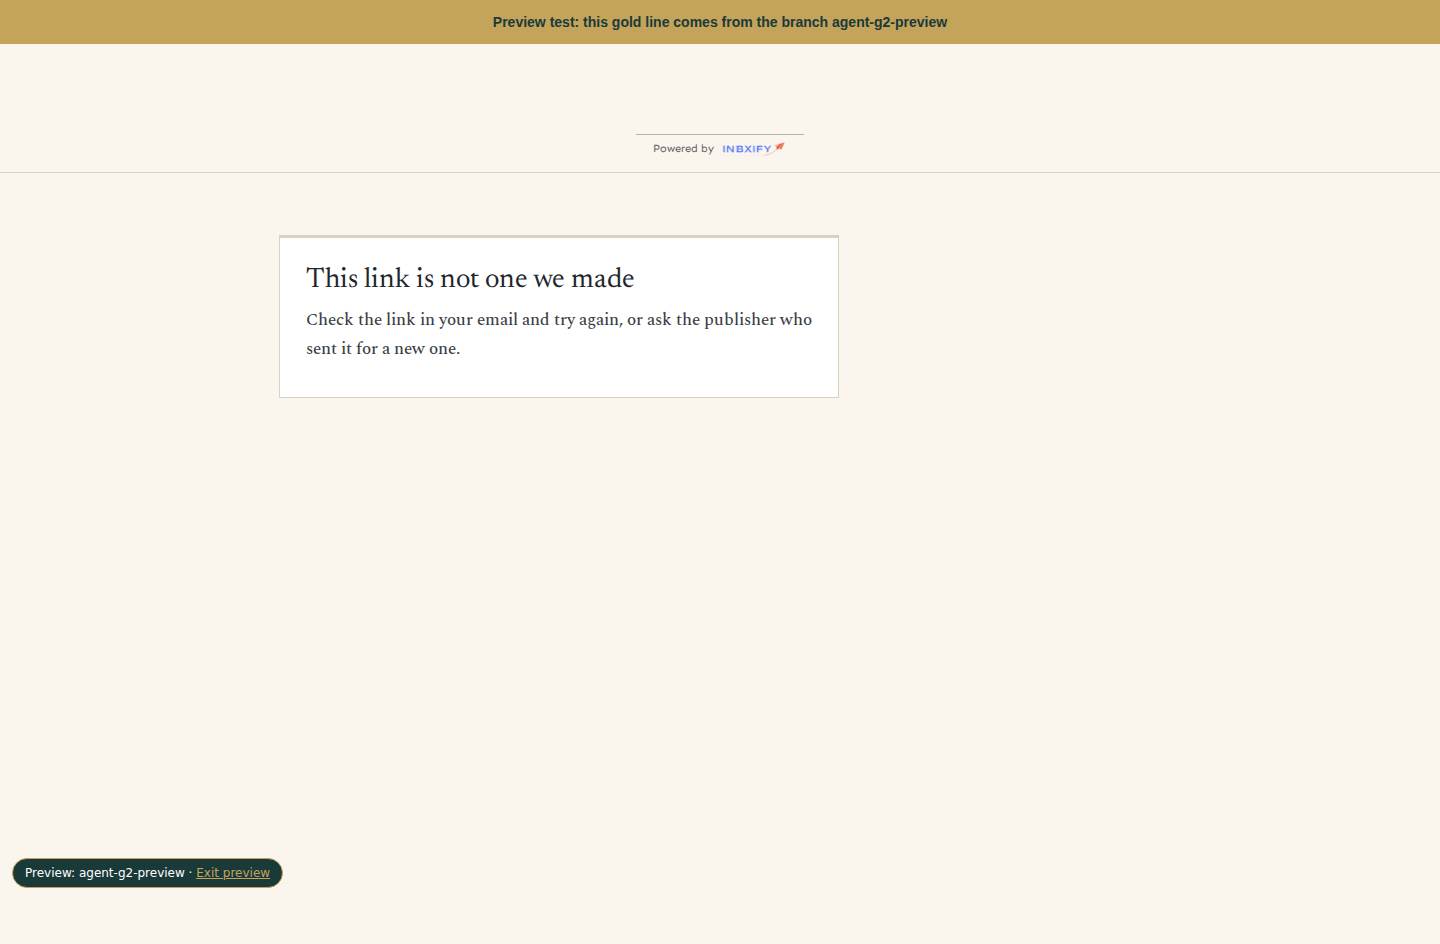 Preview test: this gold line comes from the branch agent-g2-preview
Powered by INBXIFY
This link is not one we made
Check the link in your email and try again, or ask the publisher who
sent it for a new one.
Preview: agent-g2-preview · Exit preview